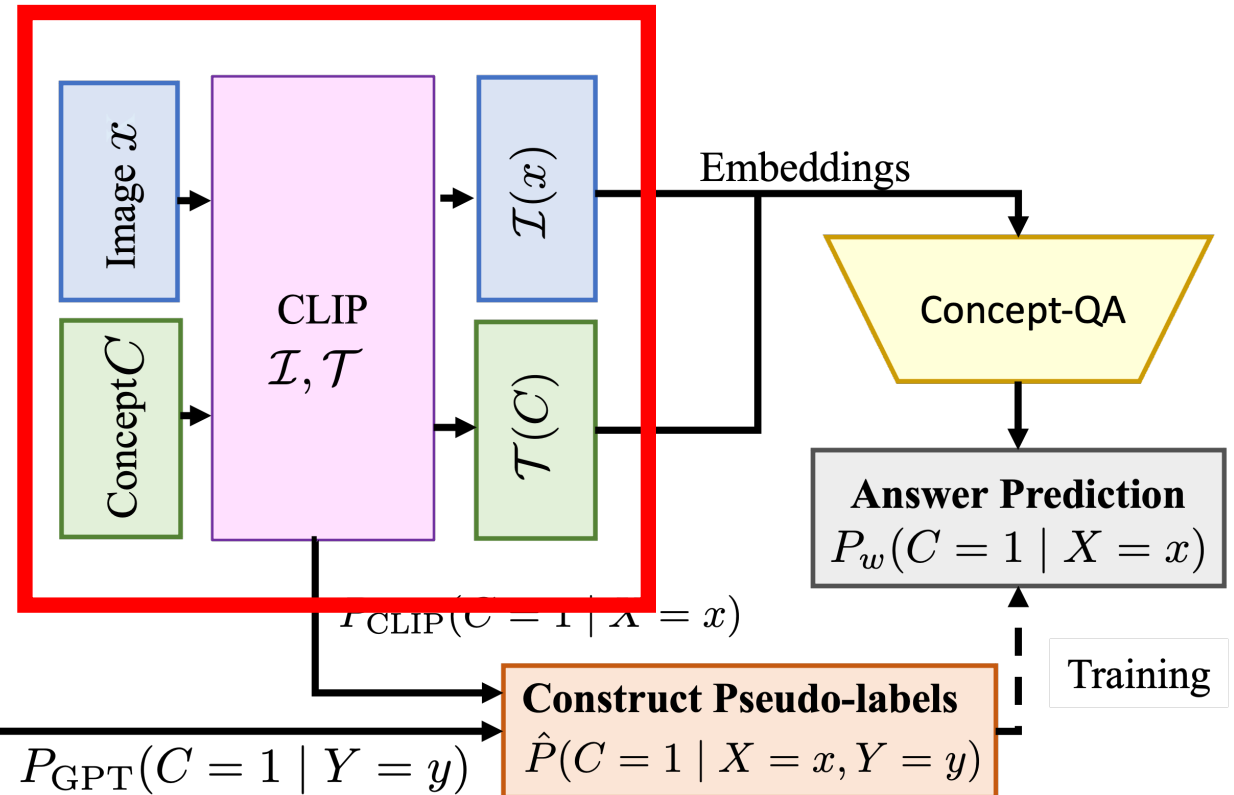 Image x
I(x)
Embeddings
CLIP
I, T
Concept-QA
Concept C
T(C)
Answer Prediction
P_w(C = 1 | X = x)
P_CLIP(C = 1 | X = x)
Training
Construct Pseudo-labels
P̂(C = 1 | X = x, Y = y)
P_GPT(C = 1 | Y = y)